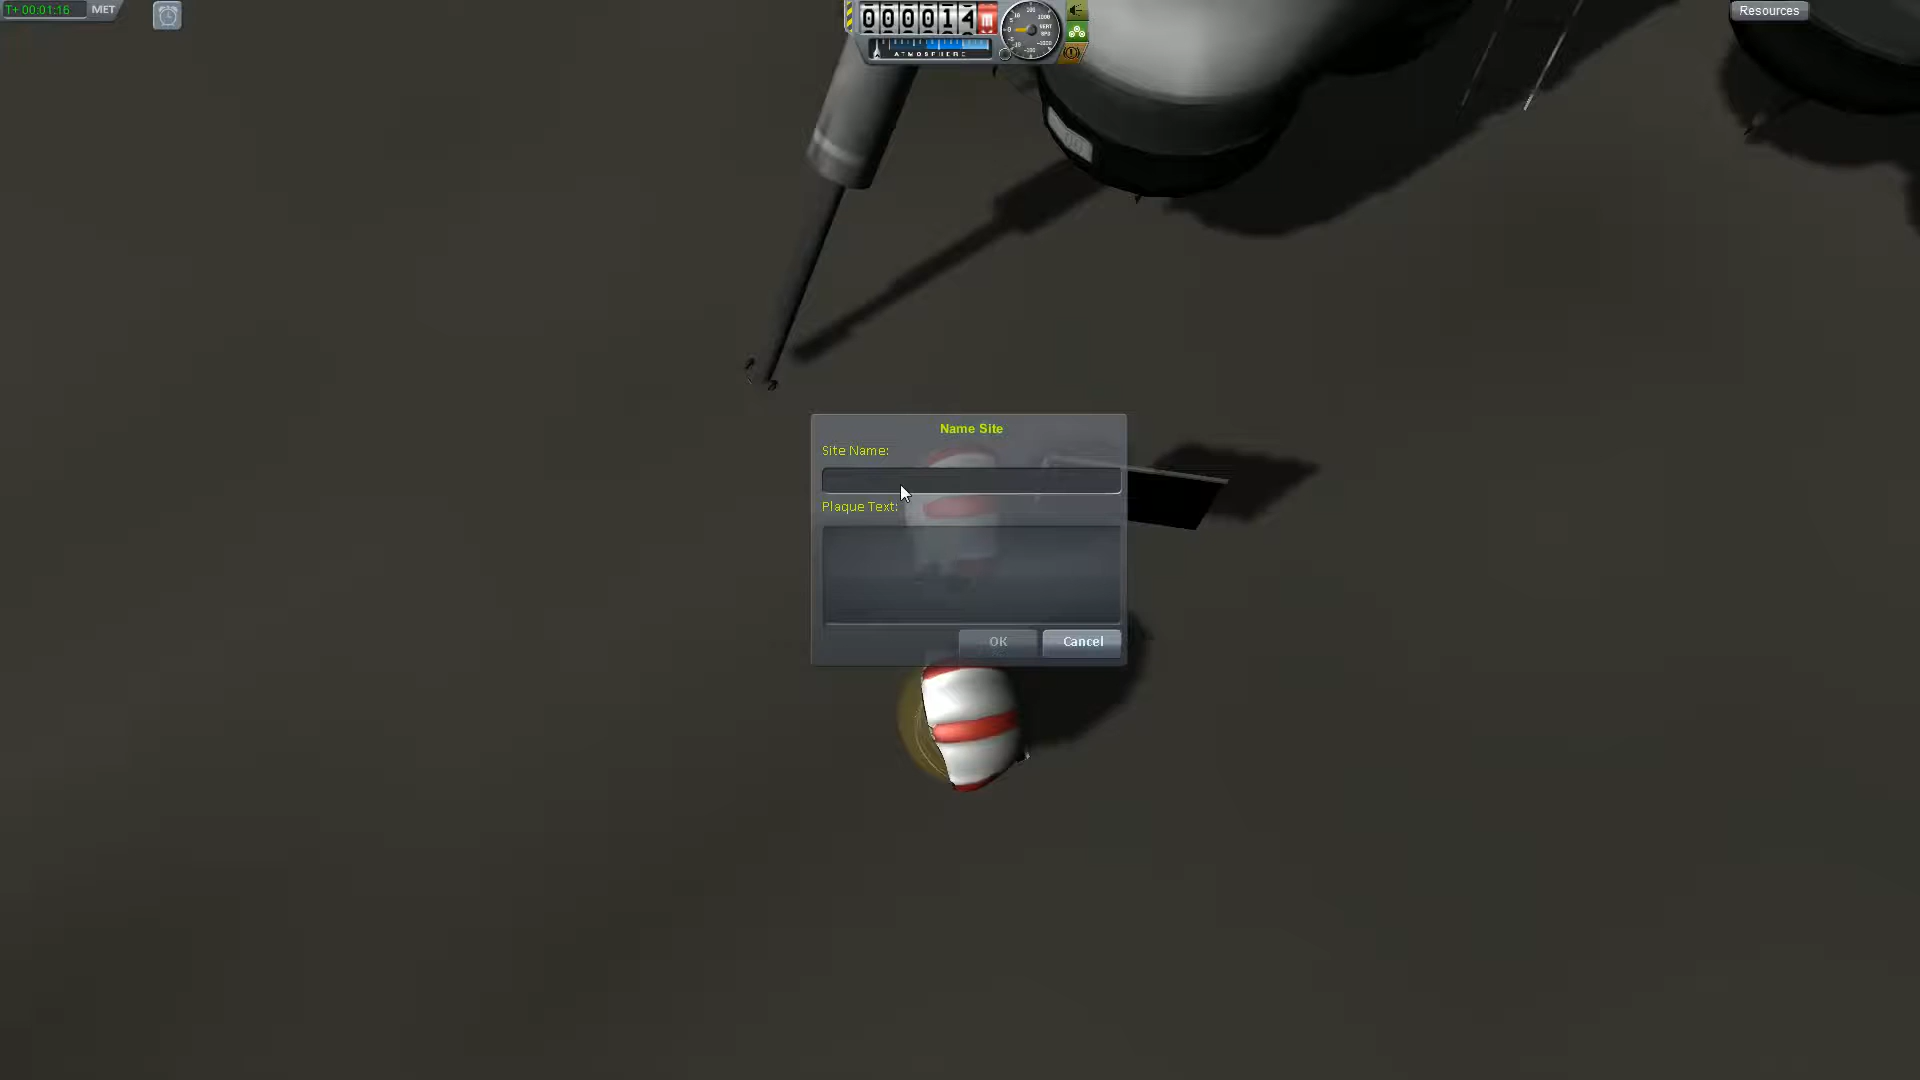 T+ 00:01:16 MET
000014 m
ATMOSPHERE
Resources
Name Site
Site Name:
Plaque Text:
OK
Cancel